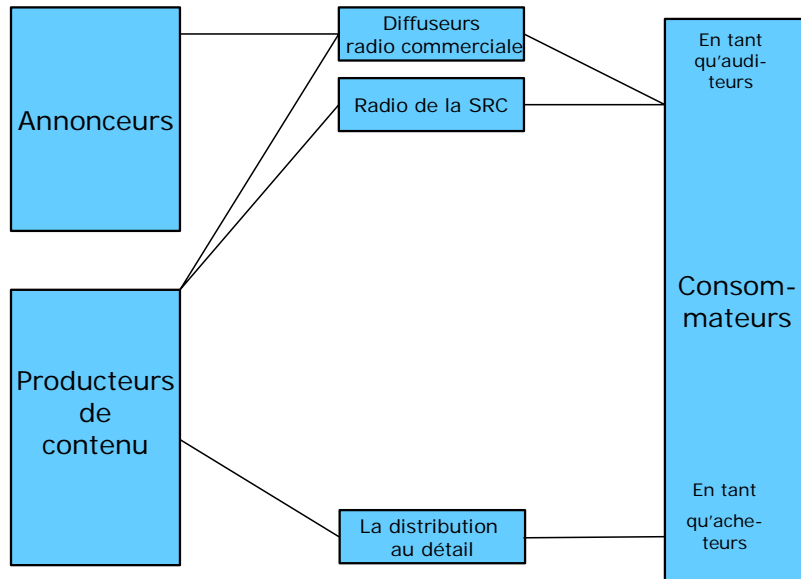 Annonceurs
Producteurs
de
contenu
Diffuseurs
radio commerciale
Radio de la SRC
La distribution
au détail
En tant
qu'audi-
teurs
Consom-
mateurs
En tant
qu'ache-
teurs